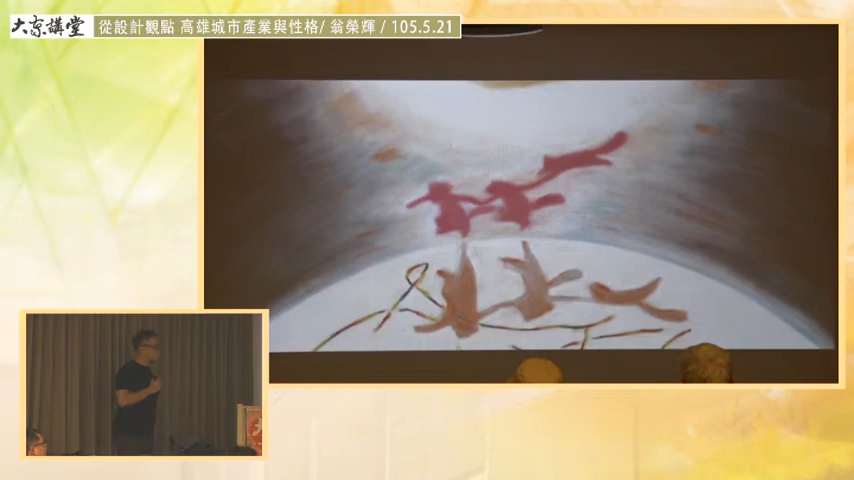 大京講堂 從設計觀點 高雄城市產業與性格/ 翁榮輝 / 105.5.21